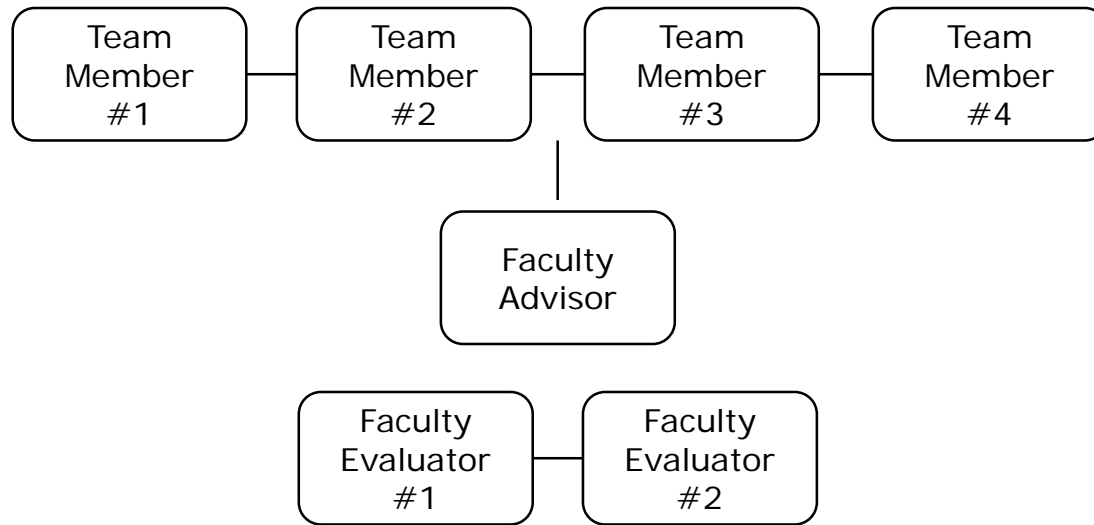 Team
Member
#1
Team
Member
#2
Team
Member
#3
Team
Member
#4
Faculty
Advisor
Faculty
Evaluator
#1
Faculty
Evaluator
#2